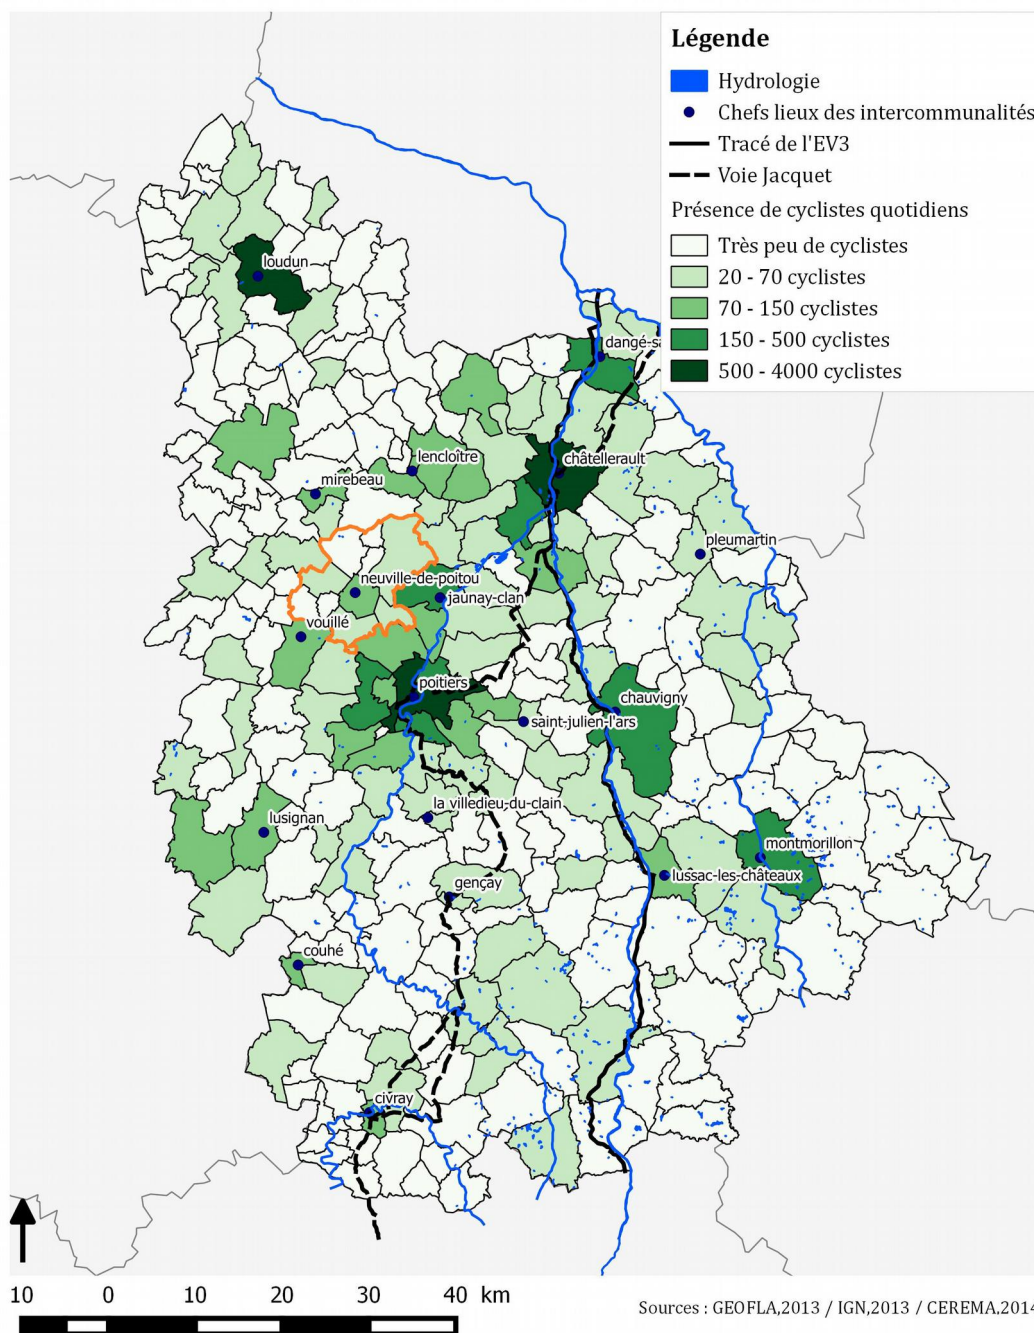 Légende
Hydrologie
Chefs lieux des intercommunalités
Tracé de l'EV3
Voie Jacquet
Présence de cyclistes quotidiens
Très peu de cyclistes
20 - 70 cyclistes
70 - 150 cyclistes
150 - 500 cyclistes
500 - 4000 cyclistes
loudun
dangé-sa
lencloître
châtellerault
mirebeau
pleumartin
neuville-de-poitou
jaunay-clan
vouillé
poitiers
chauvigny
saint-julien-l'ars
la villedieu-du-clain
lusignan
montmorillon
lussac-les-châteaux
gençay
couhé
civray
10 0 10 20 30 40 km
Sources : GEOFLA,2013 / IGN,2013 / CEREMA,2014